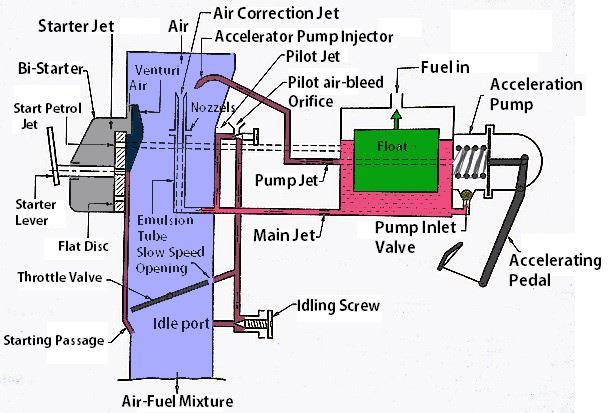 Air Correction Jet
Starter Jet
Air
Accelerator Pump Injector
Pilot Jet
Bi-Starter
Venturi
Air
Pilot air-bleed
Orifice
Fuel in
Acceleration
Pump
Start Petrol
Jet
Nozzels
Float
Pump Jet
Starter
Lever
Flat Disc
Emulsion
Tube
Main Jet
Pump Inlet
Valve
Slow Speed
Opening
Accelerating
Pedal
Throttle Valve
Idling Screw
Idle port
Starting Passage
Air-Fuel Mixture